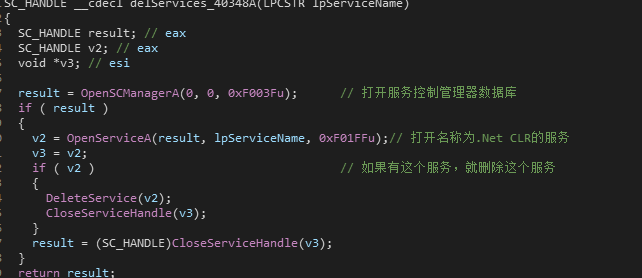 SC_HANDLE __cdecl delServices_40348A(LPCSTR lpServiceName)
{
SC_HANDLE result; // eax
SC_HANDLE v2; // eax
void *v3; // esi
result = OpenSCManagerA(0, 0, 0xF003Fu); // 打开服务控制管理器数据库
if ( result )
{
v2 = OpenServiceA(result, lpServiceName, 0xF01FFu);// 打开名称为.Net CLR的服务
v3 = v2;
if ( v2 ) // 如果有这个服务，就删除这个服务
{
DeleteService(v2);
CloseServiceHandle(v3);
}
result = (SC_HANDLE)CloseServiceHandle(v3);
}
return result;